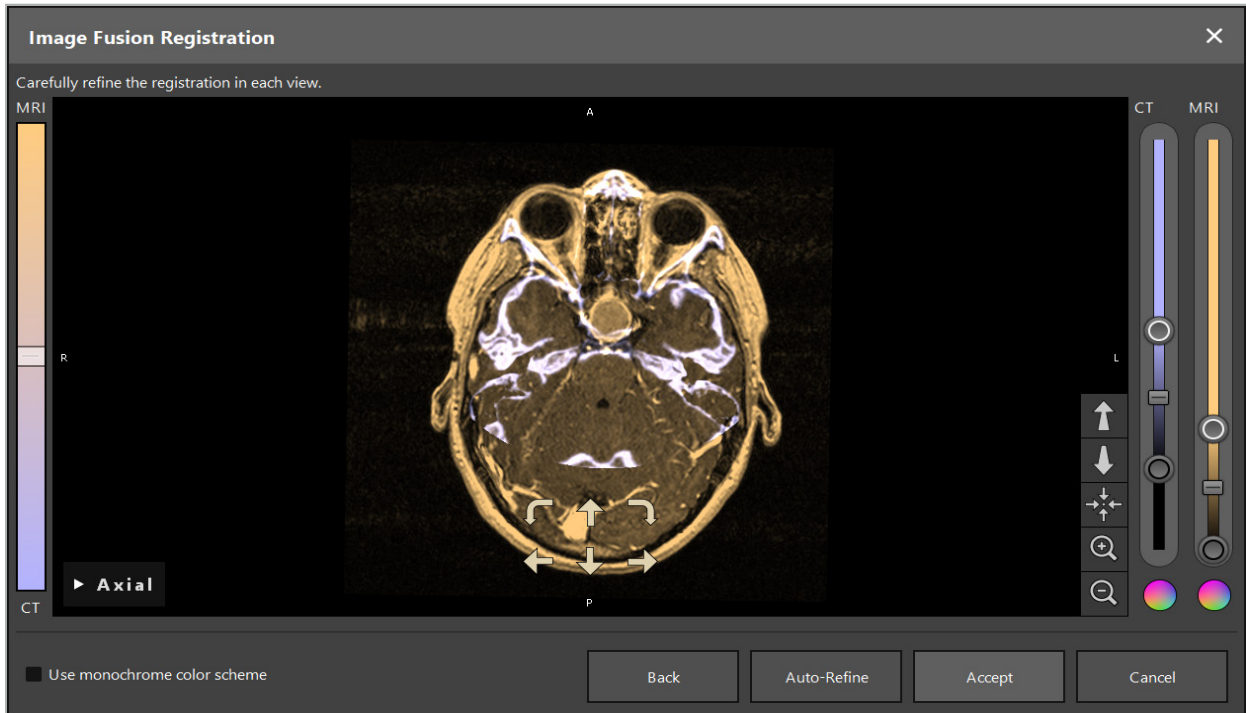 Image Fusion Registration
Carefully refine the registration in each view.
MRI
CT
MRI
A
R
L
Axial
CT
P
Use monochrome color scheme
Back
Auto-Refine
Accept
Cancel